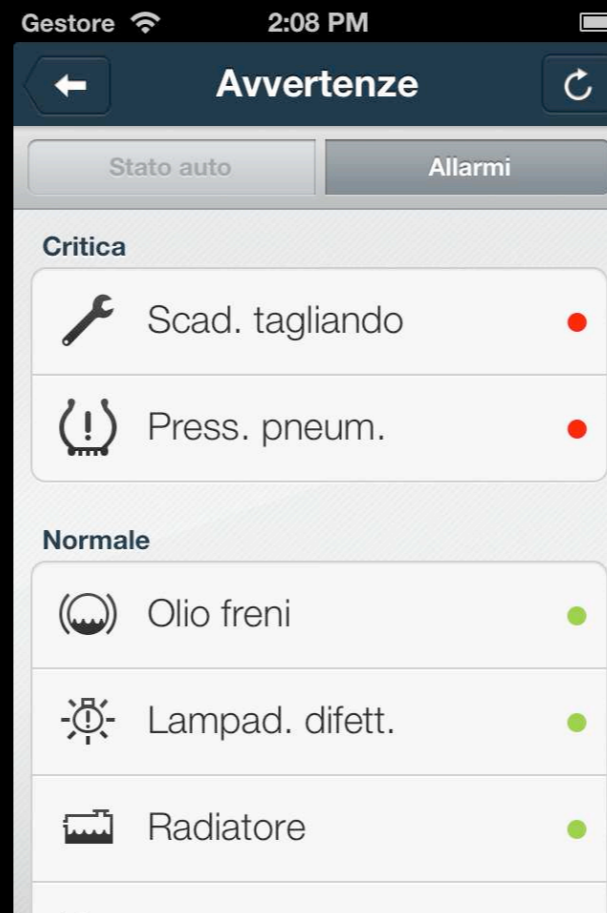 Gestore 2:08 PM
Avvertenze
Stato auto Allarmi
Critica
Scad. tagliando
Press. pneum.
Normale
Olio freni
Lampad. difett.
Radiatore